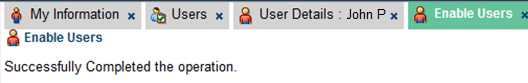 My Information x Users x User Details : John P x Enable Users x
Enable Users
Successfully Completed the operation.